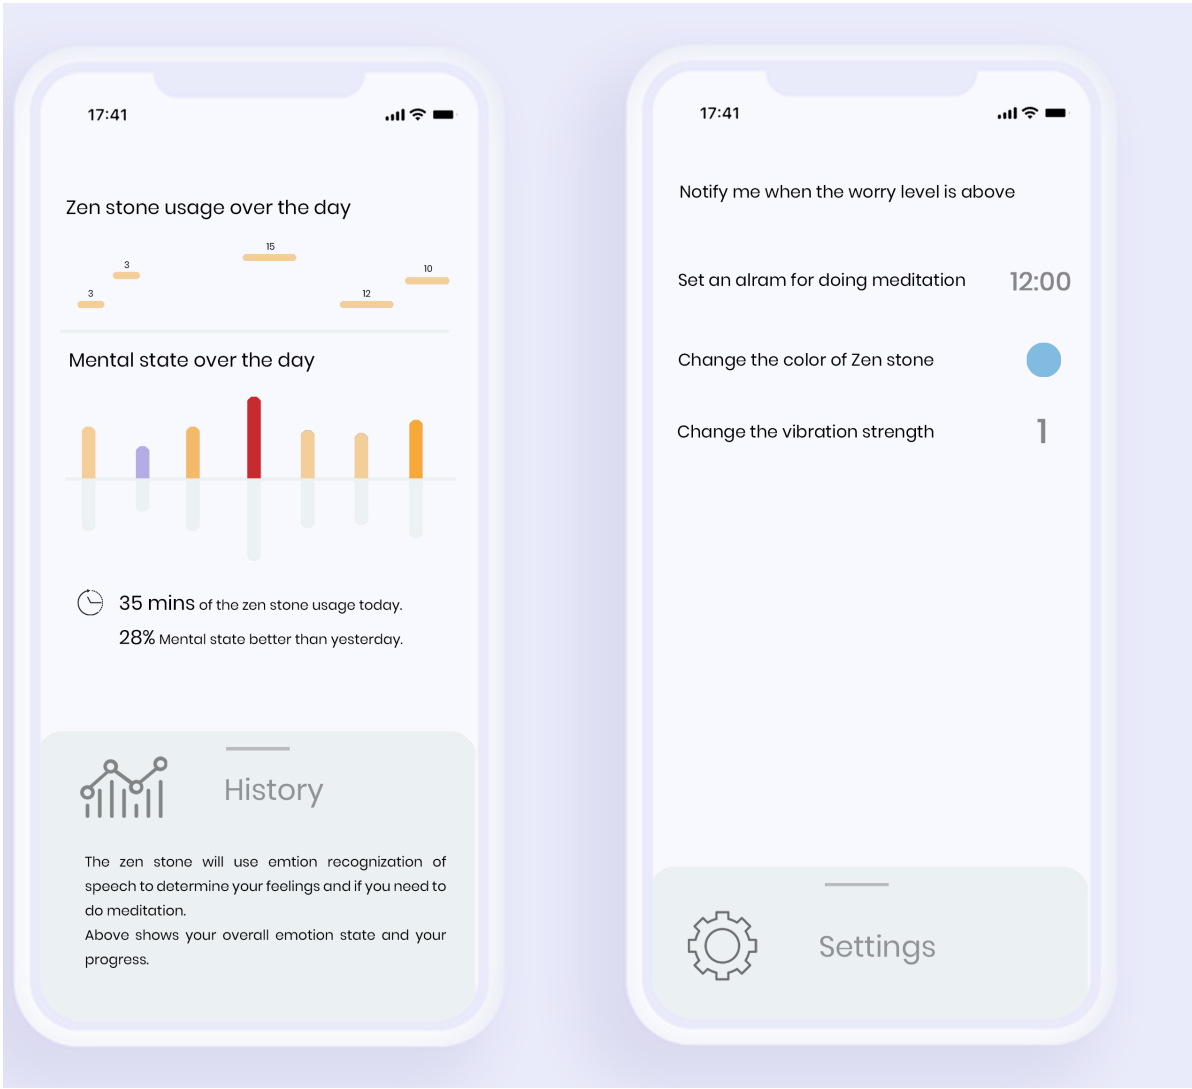 17:41
Zen stone usage over the day
15
3
10
3
12
Mental state over the day
35 mins of the zen stone usage today.
28% Mental state better than yesterday.
History
The zen stone will use emtion recognization of
speech to determine your feelings and if you need to
do meditation.
Above shows your overall emotion state and your
progress.
17:41
Notify me when the worry level is above
Set an alram for doing meditation 12:00
Change the color of Zen stone
Change the vibration strength 1
Settings